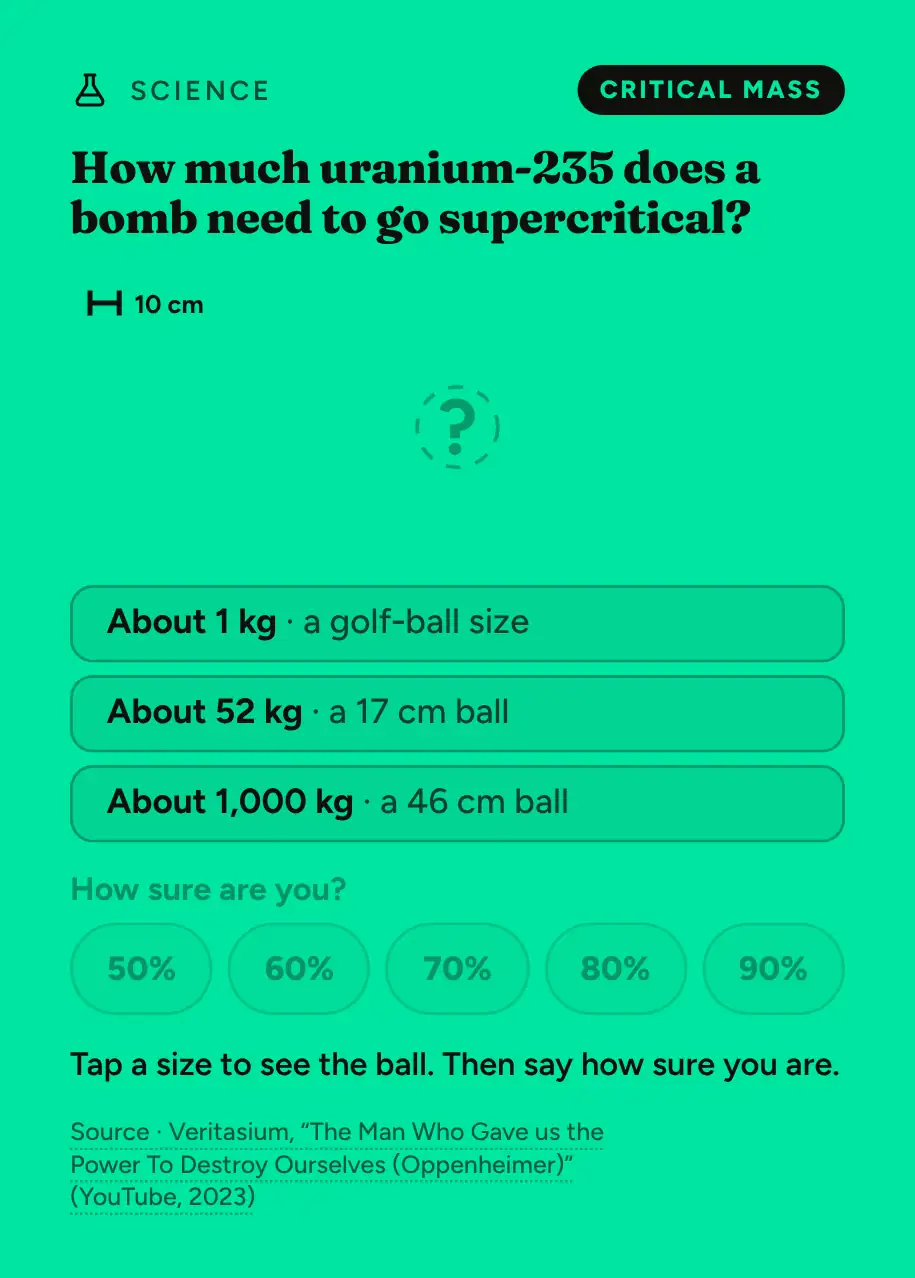 SCIENCE
CRITICAL MASS
How much uranium-235 does a
bomb need to go supercritical?
10 cm
?
About 1 kg · a golf-ball size
About 52 kg · a 17 cm ball
About 1,000 kg · a 46 cm ball
How sure are you?
50% 60% 70% 80% 90%
Tap a size to see the ball. Then say how sure you are.
Source · Veritasium, “The Man Who Gave us the
Power To Destroy Ourselves (Oppenheimer)”
(YouTube, 2023)